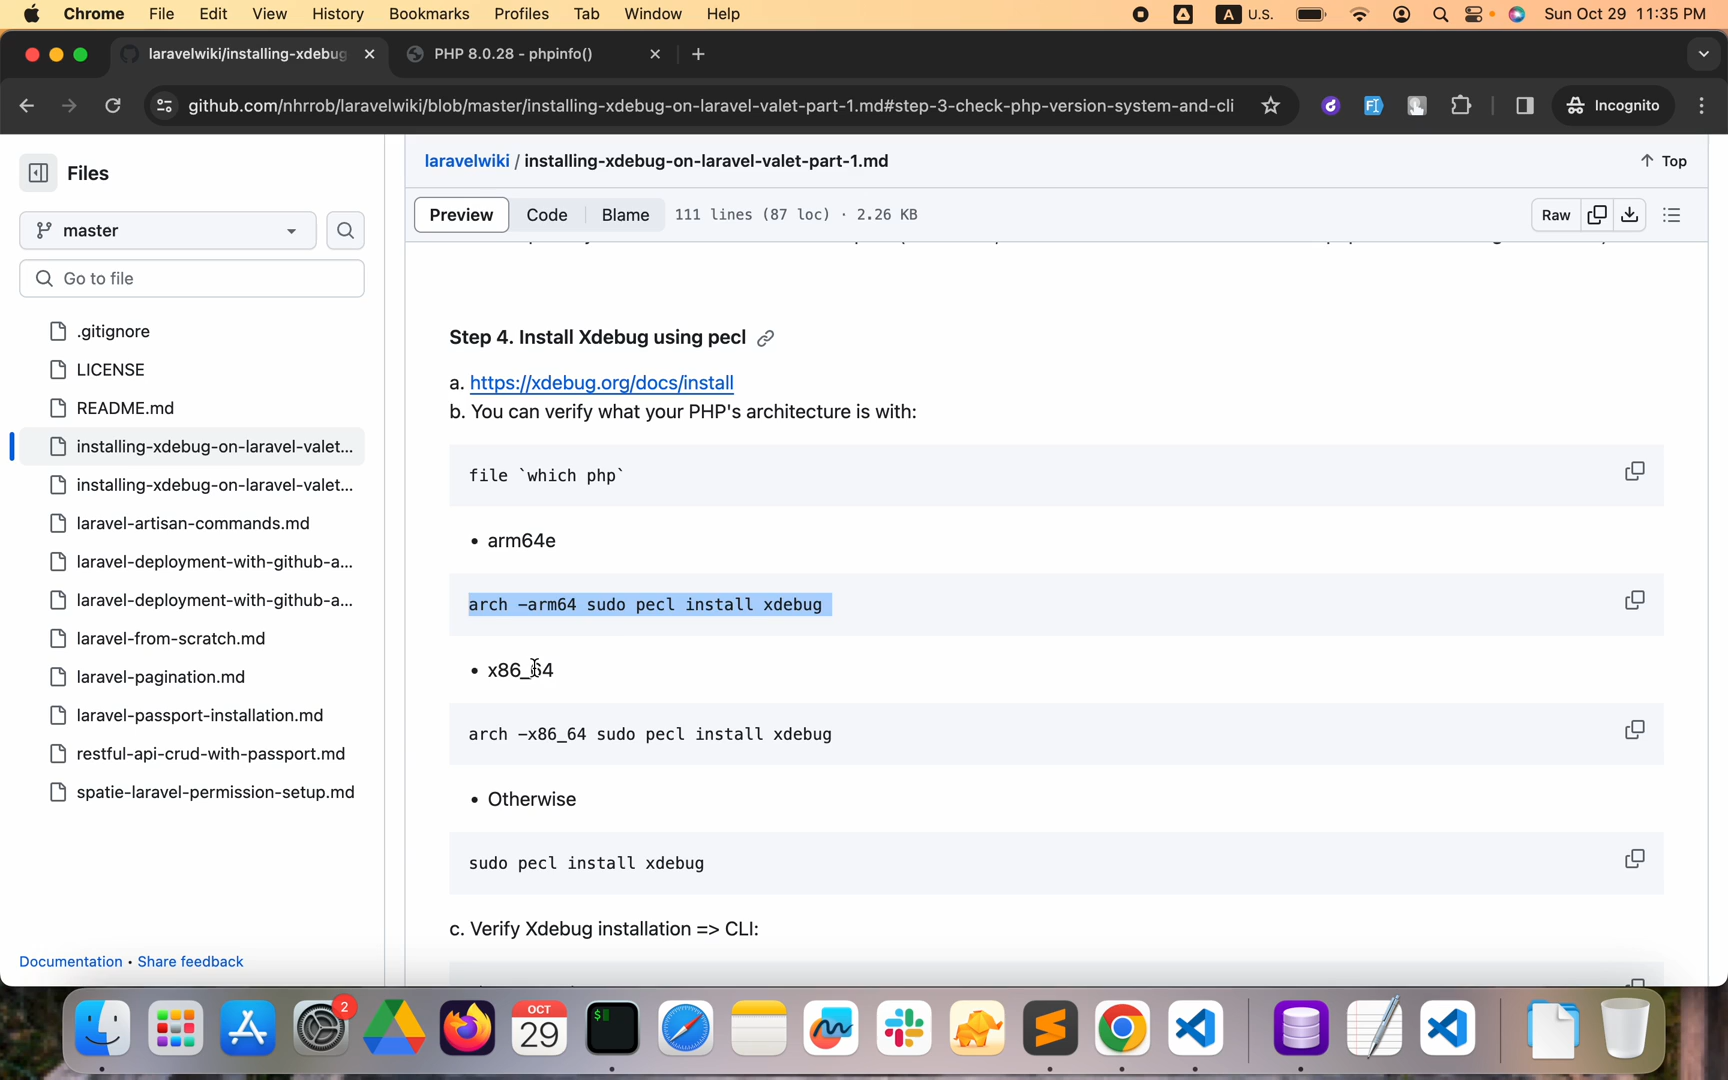 Chrome File Edit View History Bookmarks Profiles Tab Window Help A U.S. Sun Oct 29 11:35 PM
laravelwiki/installing-xdebug PHP 8.0.28 - phpinfo()
github.com/nhrrob/laravelwiki/blob/master/installing-xdebug-on-laravel-valet-part-1.md#step-3-check-php-version-system-and-cli Incognito
Files
master
Go to file
.gitignore
LICENSE
README.md
installing-xdebug-on-laravel-valet...
installing-xdebug-on-laravel-valet...
laravel-artisan-commands.md
laravel-deployment-with-github-a...
laravel-deployment-with-github-a...
laravel-from-scratch.md
laravel-pagination.md
laravel-passport-installation.md
restful-api-crud-with-passport.md
spatie-laravel-permission-setup.md
Documentation • Share feedback
laravelwiki / installing-xdebug-on-laravel-valet-part-1.md Top
Preview Code Blame 111 lines (87 loc) · 2.26 KB Raw
Step 4. Install Xdebug using pecl
a. https://xdebug.org/docs/install
b. You can verify what your PHP's architecture is with:
file `which php`
• arm64e
arch -arm64 sudo pecl install xdebug
• x86_64
arch -x86_64 sudo pecl install xdebug
• Otherwise
sudo pecl install xdebug
c. Verify Xdebug installation => CLI:
2
OCT
29
$